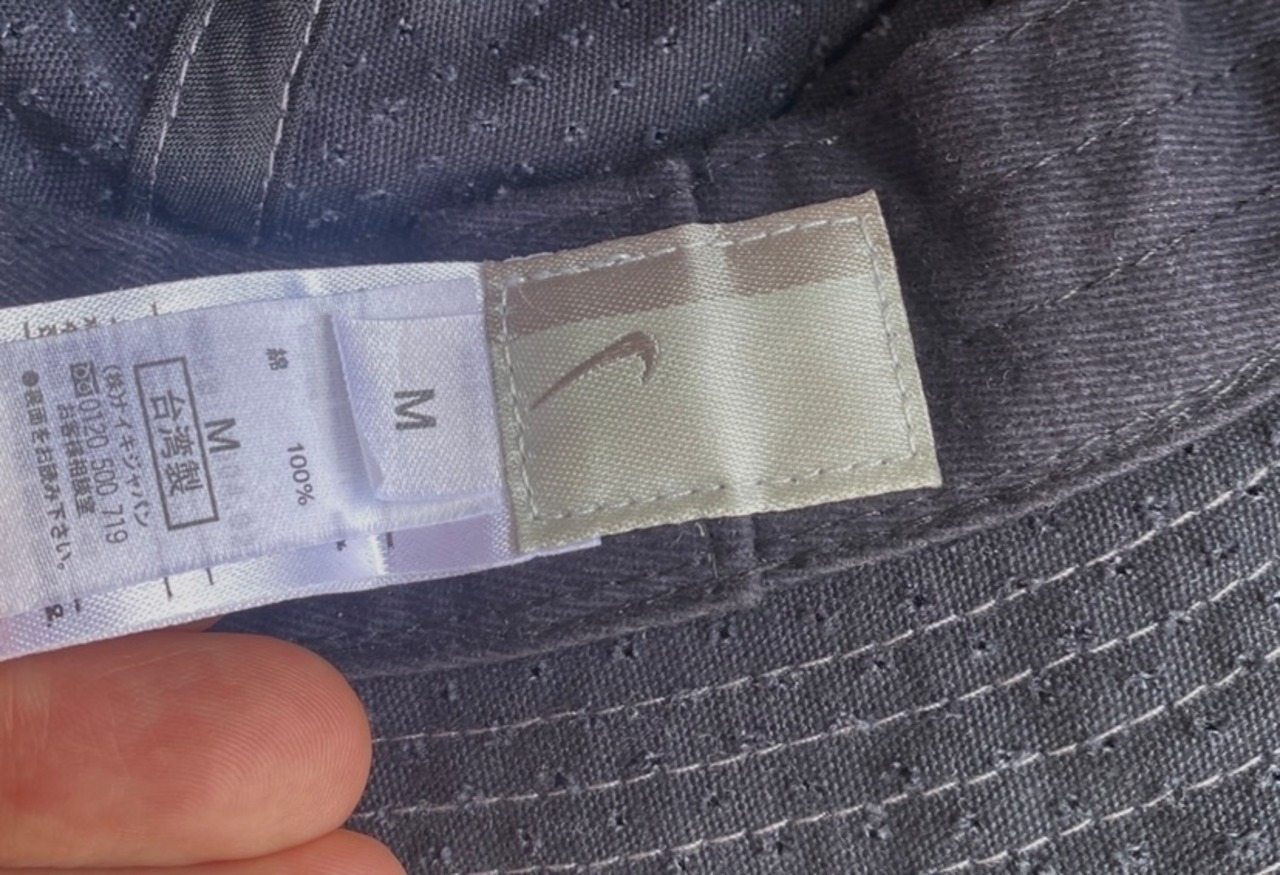 M
綿 100%
M
台湾製
(株)ナイキジャパン
0120 500 719
お客様相談室
●裏面をお読み下さい。